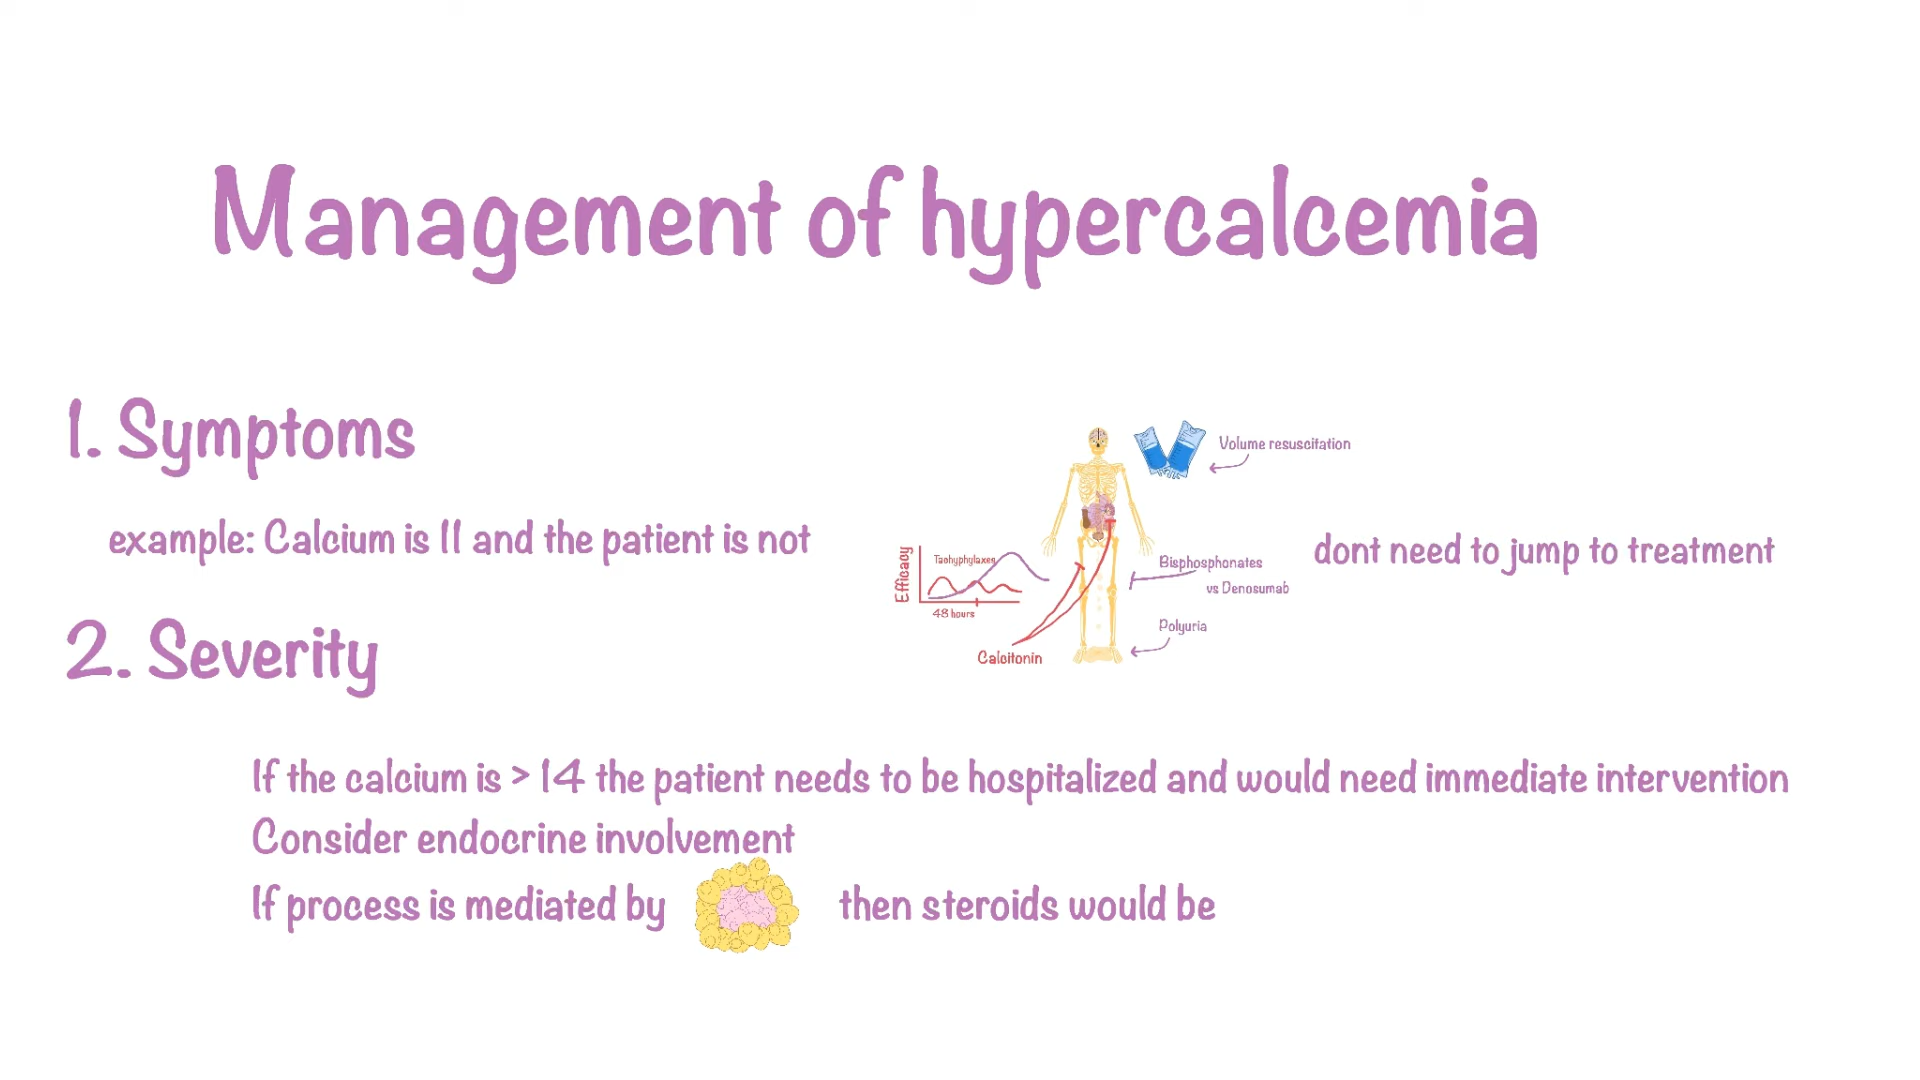 Management of hypercalcemia
1. Symptoms
example: Calcium is 11 and the patient is not
dont need to jump to treatment
Volume resuscitation
Efficacy
Tachyphylaxes
48 hours
Calcitonin
Bisphosphonates
vs Denosumab
Polyuria
2. Severity
If the calcium is > 14 the patient needs to be hospitalized and would need immediate intervention
Consider endocrine involvement
If process is mediated by then steroids would be